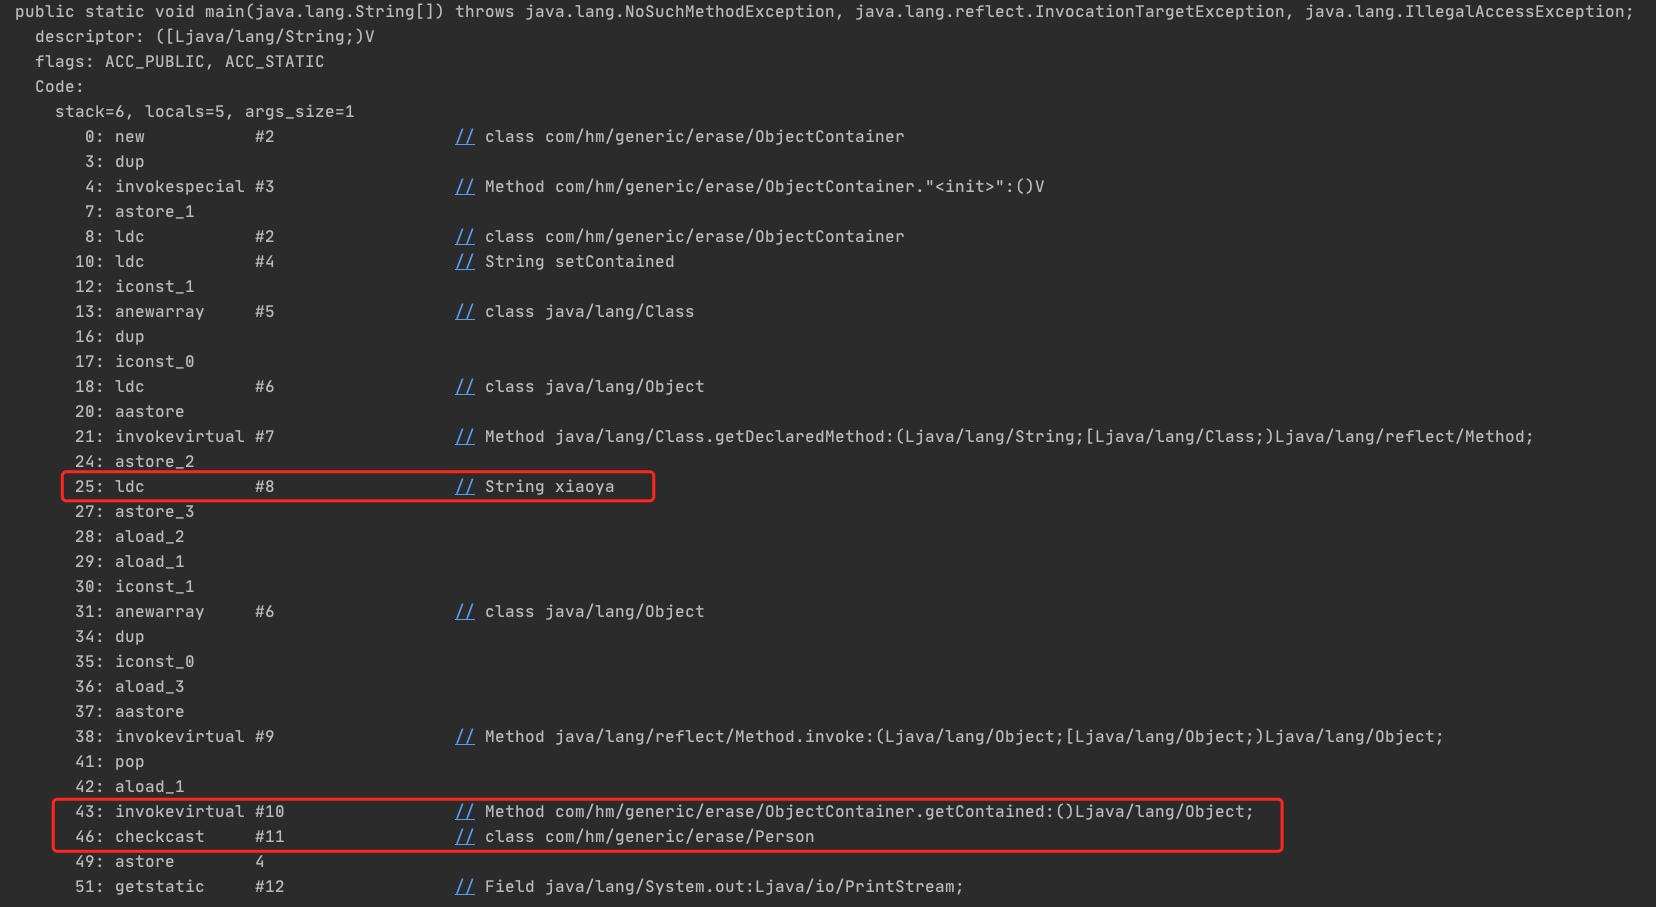 public static void main(java.lang.String[]) throws java.lang.NoSuchMethodException, java.lang.reflect.InvocationTargetException, java.lang.IllegalAccessException;
descriptor: ([Ljava/lang/String;)V
flags: ACC_PUBLIC, ACC_STATIC
Code:
stack=6, locals=5, args_size=1
0: new #2 // class com/hm/generic/erase/ObjectContainer
3: dup
4: invokespecial #3 // Method com/hm/generic/erase/ObjectContainer."<init>":()V
7: astore_1
8: ldc #2 // class com/hm/generic/erase/ObjectContainer
10: ldc #4 // String setContained
12: iconst_1
13: anewarray #5 // class java/lang/Class
16: dup
17: iconst_0
18: ldc #6 // class java/lang/Object
20: aastore
21: invokevirtual #7 // Method java/lang/Class.getDeclaredMethod:(Ljava/lang/String;[Ljava/lang/Class;)Ljava/lang/reflect/Method;
24: astore_2
25: ldc #8 // String xiaoya
27: astore_3
28: aload_2
29: aload_1
30: iconst_1
31: anewarray #6 // class java/lang/Object
34: dup
35: iconst_0
36: aload_3
37: aastore
38: invokevirtual #9 // Method java/lang/reflect/Method.invoke:(Ljava/lang/Object;[Ljava/lang/Object;)Ljava/lang/Object;
41: pop
42: aload_1
43: invokevirtual #10 // Method com/hm/generic/erase/ObjectContainer.getContained:()Ljava/lang/Object;
46: checkcast #11 // class com/hm/generic/erase/Person
49: astore 4
51: getstatic #12 // Field java/lang/System.out:Ljava/io/PrintStream;